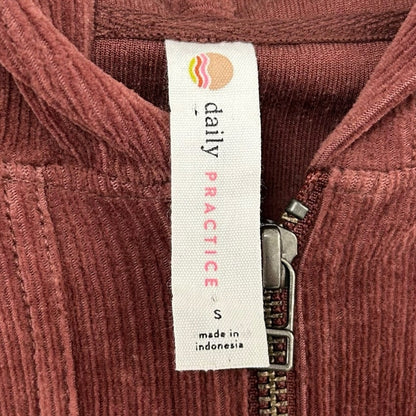 daily PRACTICE
S
made in
indonesia